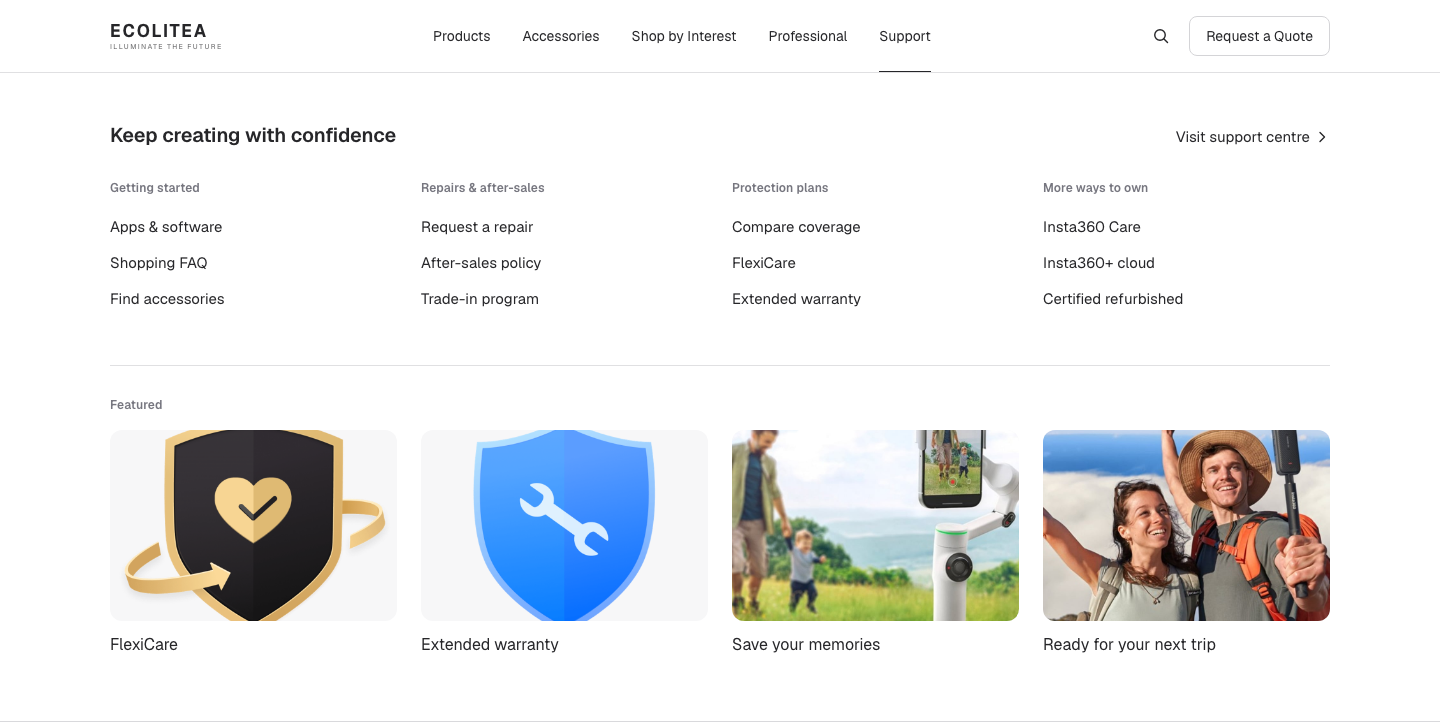 ECOLITEA
ILLUMINATE THE FUTURE
Products
Accessories
Shop by Interest
Professional
Support
Request a Quote
Keep creating with confidence
Visit support centre
Getting started
Apps & software
Shopping FAQ
Find accessories
Repairs & after-sales
Request a repair
After-sales policy
Trade-in program
Protection plans
Compare coverage
FlexiCare
Extended warranty
More ways to own
Insta360 Care
Insta360+ cloud
Certified refurbished
Featured
FlexiCare
Extended warranty
Save your memories
Ready for your next trip